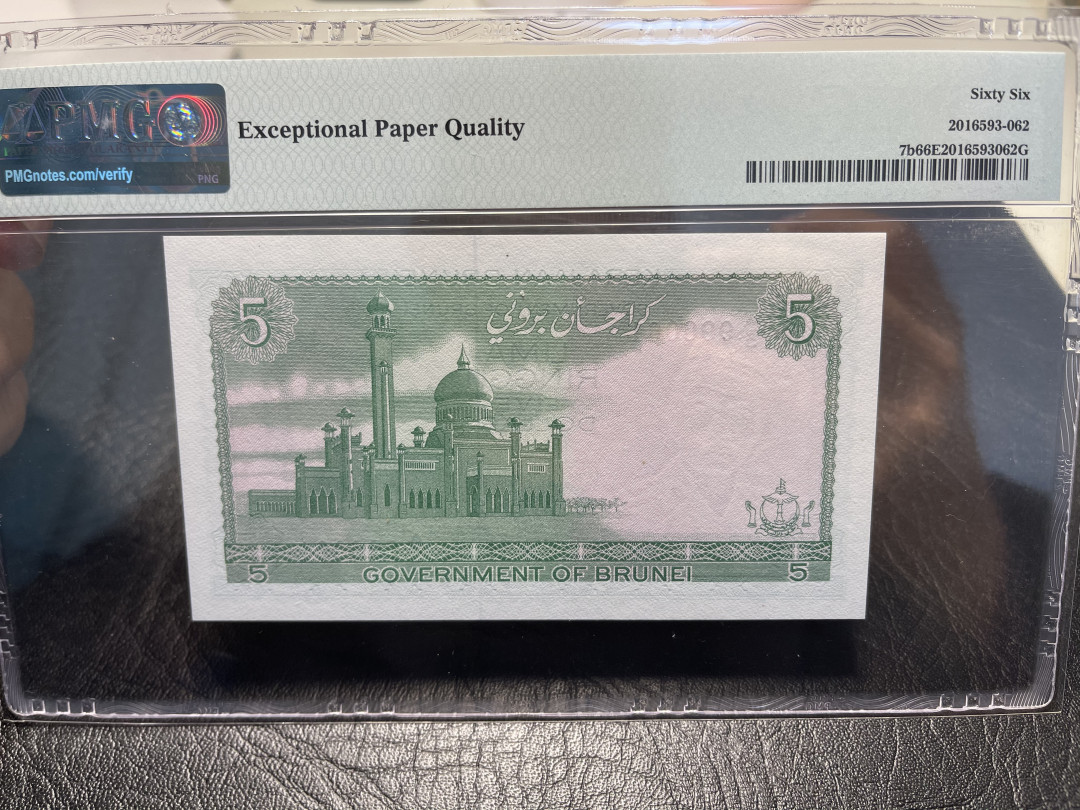 PMG
Exceptional Paper Quality
PMGnotes.com/verify
PNG
Sixty Six
2016593-062
7b66E2016593062G
5
كراجأن بروني
5
5
GOVERNMENT OF BRUNEI
5